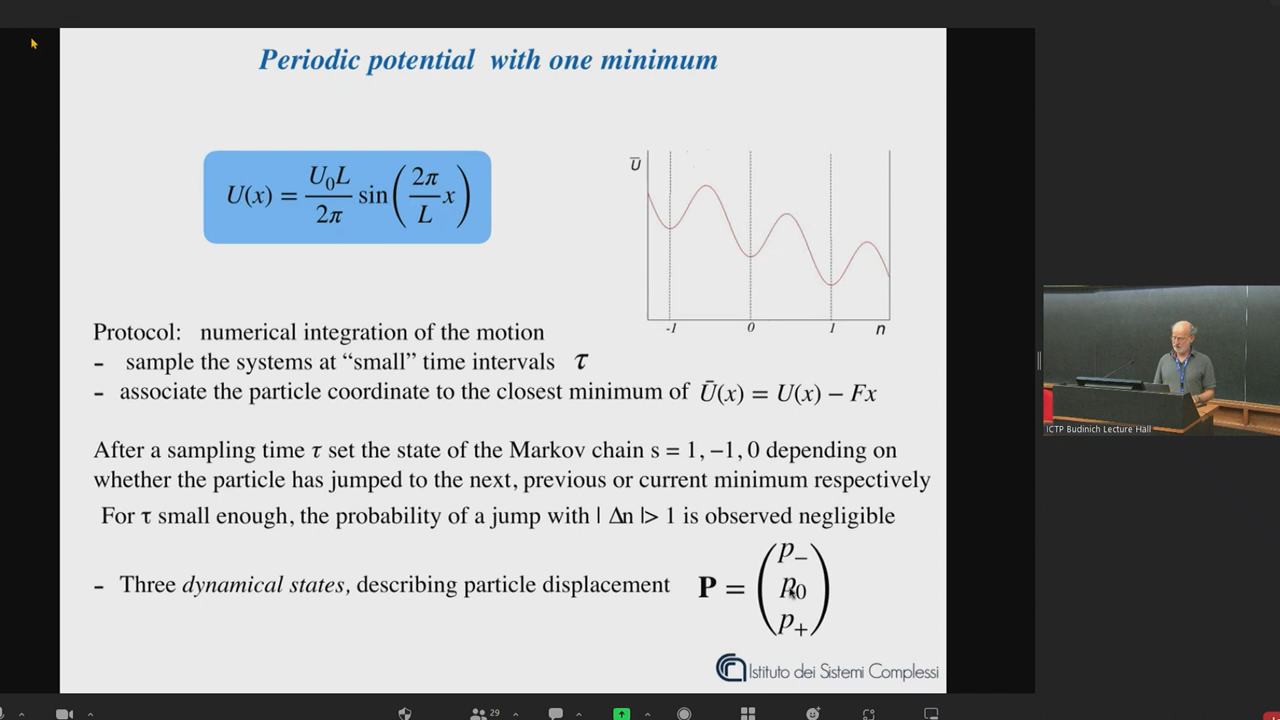 Periodic potential with one minimum
U(x) = U₀L/2π sin(2π/L x)
Ū
-1 0 1 n
Protocol: numerical integration of the motion
- sample the systems at “small” time intervals τ
- associate the particle coordinate to the closest minimum of Ū(x) = U(x) − Fx
After a sampling time τ set the state of the Markov chain s = 1, −1, 0 depending on
whether the particle has jumped to the next, previous or current minimum respectively
For τ small enough, the probability of a jump with | Δn |> 1 is observed negligible
- Three dynamical states, describing particle displacement P = (p₋ p₀ p₊)
Istituto dei Sistemi Complessi
ICTP Budinich Lecture Hall
29